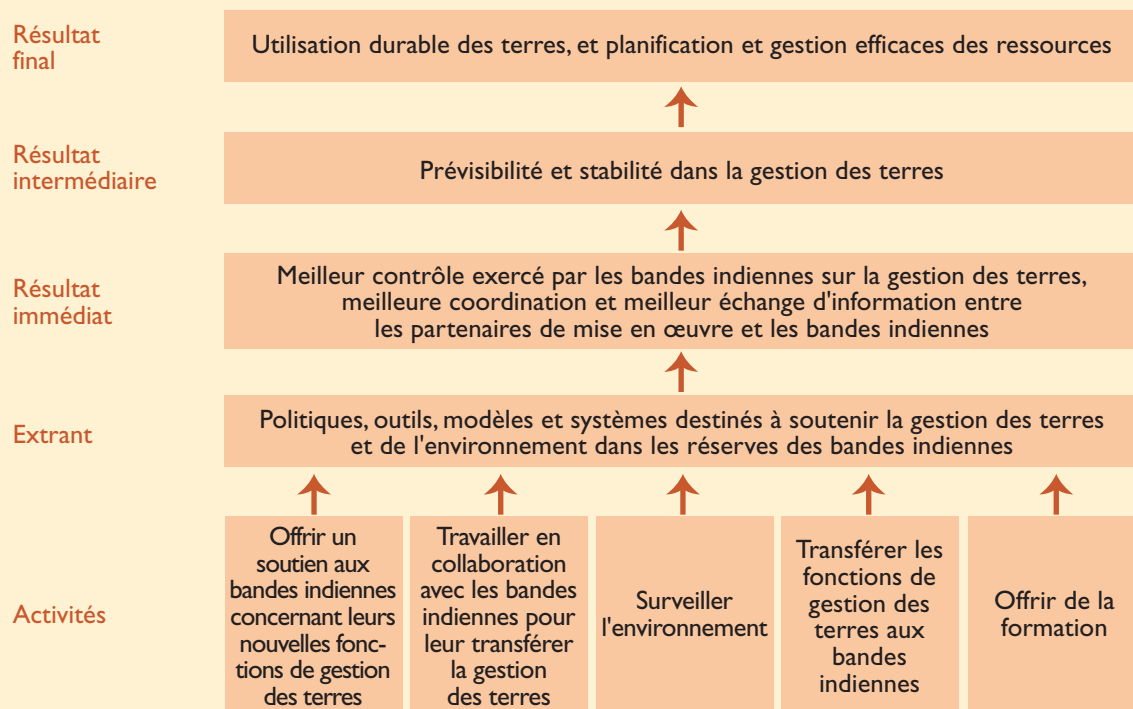 Résultat
final
Utilisation durable des terres, et planification et gestion efficaces des ressources
Résultat
intermédiaire
Prévisibilité et stabilité dans la gestion des terres
Résultat
immédiat
Meilleur contrôle exercé par les bandes indiennes sur la gestion des terres,
meilleure coordination et meilleur échange d'information entre
les partenaires de mise en œuvre et les bandes indiennes
Extrant
Politiques, outils, modèles et systèmes destinés à soutenir la gestion des terres
et de l'environnement dans les réserves des bandes indiennes
Activités
Offrir un
soutien aux
bandes indiennes
concernant leurs
nouvelles fonc-
tions de gestion
des terres
Travailler en
collaboration
avec les bandes
indiennes pour
leur transférer
la gestion
des terres
Surveiller
l'environnement
Transférer les
fonctions de
gestion des
terres aux
bandes
indiennes
Offrir de la
formation